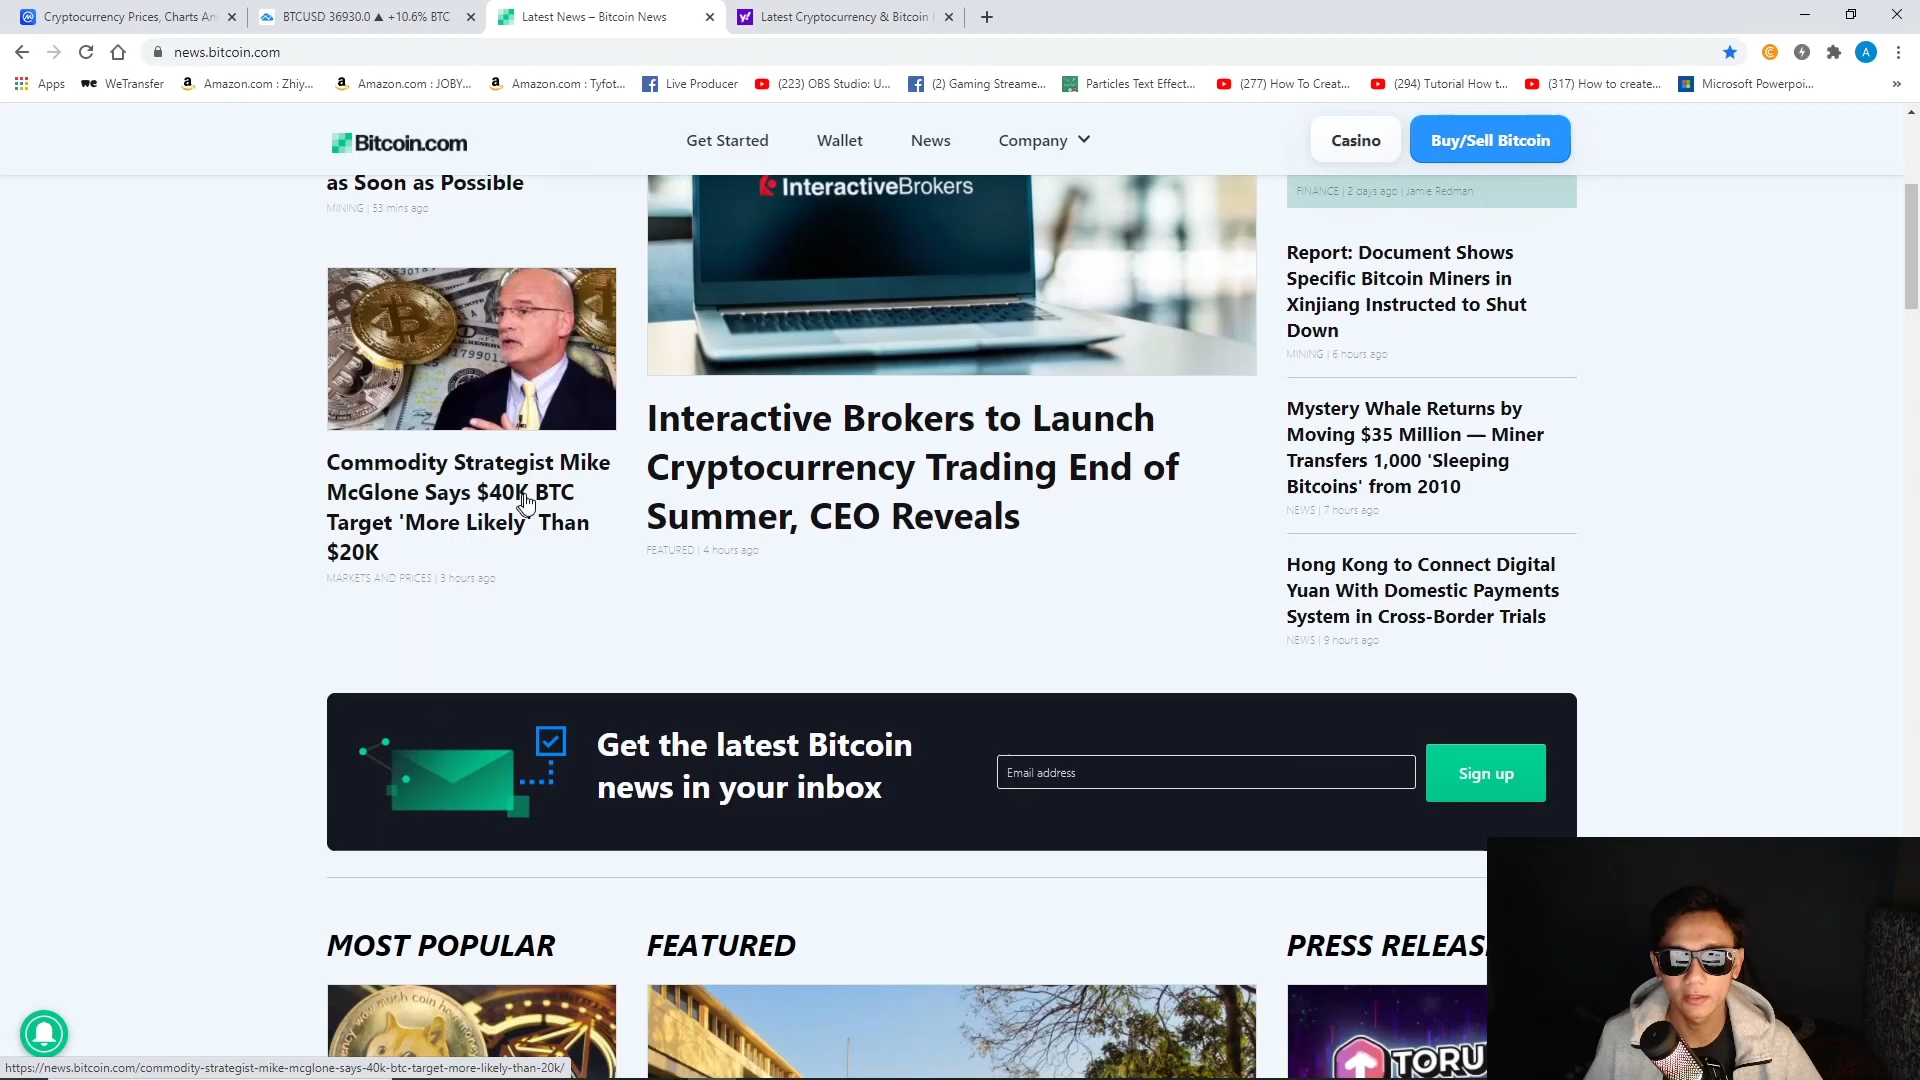 Cryptocurrency Prices, Charts An
BTCUSD 36930.0 ▲ +10.6% BTC
Latest News – Bitcoin News
Latest Cryptocurrency & Bitcoin
news.bitcoin.com
A
Apps
WeTransfer
Amazon.com : Zhiy...
Amazon.com : JOBY...
Amazon.com : Tyfot...
Live Producer
(223) OBS Studio: U...
(2) Gaming Streame...
Particles Text Effect...
(277) How To Creat...
(294) Tutorial How t...
(317) How to create...
Microsoft Powerpoi...
Bitcoin.com
Get Started
Wallet
News
Company
Casino
Buy/Sell Bitcoin
as Soon as Possible
MINING | 53 mins ago
Commodity Strategist Mike
McGlone Says $40K BTC
Target 'More Likely' Than
$20K
MARKETS AND PRICES | 3 hours ago
InteractiveBrokers
Interactive Brokers to Launch
Cryptocurrency Trading End of
Summer, CEO Reveals
FEATURED | 4 hours ago
FINANCE | 2 days ago | Jamie Redman
Report: Document Shows
Specific Bitcoin Miners in
Xinjiang Instructed to Shut
Down
MINING | 6 hours ago
Mystery Whale Returns by
Moving $35 Million — Miner
Transfers 1,000 'Sleeping
Bitcoins' from 2010
NEWS | 7 hours ago
Hong Kong to Connect Digital
Yuan With Domestic Payments
System in Cross-Border Trials
NEWS | 9 hours ago
Get the latest Bitcoin
news in your inbox
Email address
Sign up
MOST POPULAR
FEATURED
PRESS RELEAS
much coin how mone
TORU
https://news.bitcoin.com/commodity-strategist-mike-mcglone-says-40k-btc-target-more-likely-than-20k/